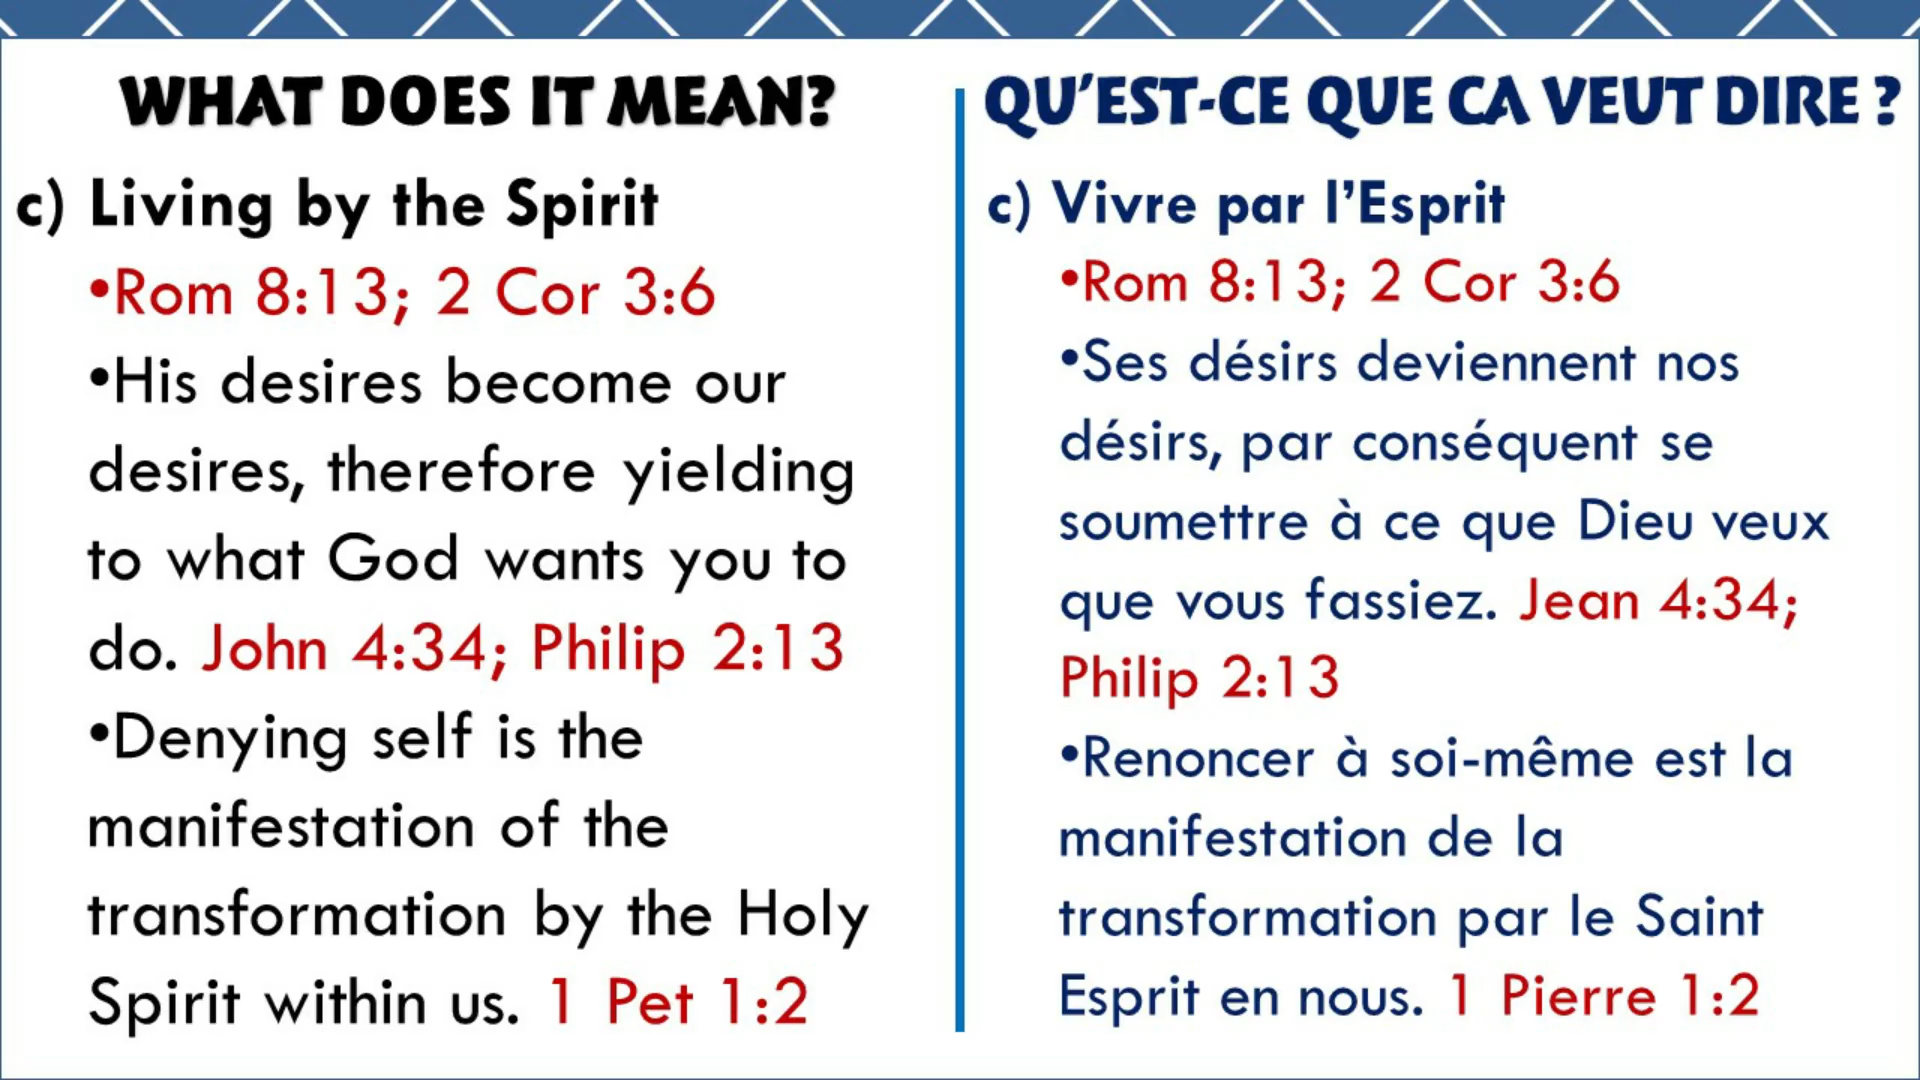 WHAT DOES IT MEAN?
c) Living by the Spirit
•Rom 8:13; 2 Cor 3:6
•His desires become our
desires, therefore yielding
to what God wants you to
do. John 4:34; Philip 2:13
•Denying self is the
manifestation of the
transformation by the Holy
Spirit within us. 1 Pet 1:2
QU'EST-CE QUE CA VEUT DIRE ?
c) Vivre par l'Esprit
•Rom 8:13; 2 Cor 3:6
•Ses désirs deviennent nos
désirs, par conséquent se
soumettre à ce que Dieu veux
que vous fassiez. Jean 4:34;
Philip 2:13
•Renoncer à soi-même est la
manifestation de la
transformation par le Saint
Esprit en nous. 1 Pierre 1:2